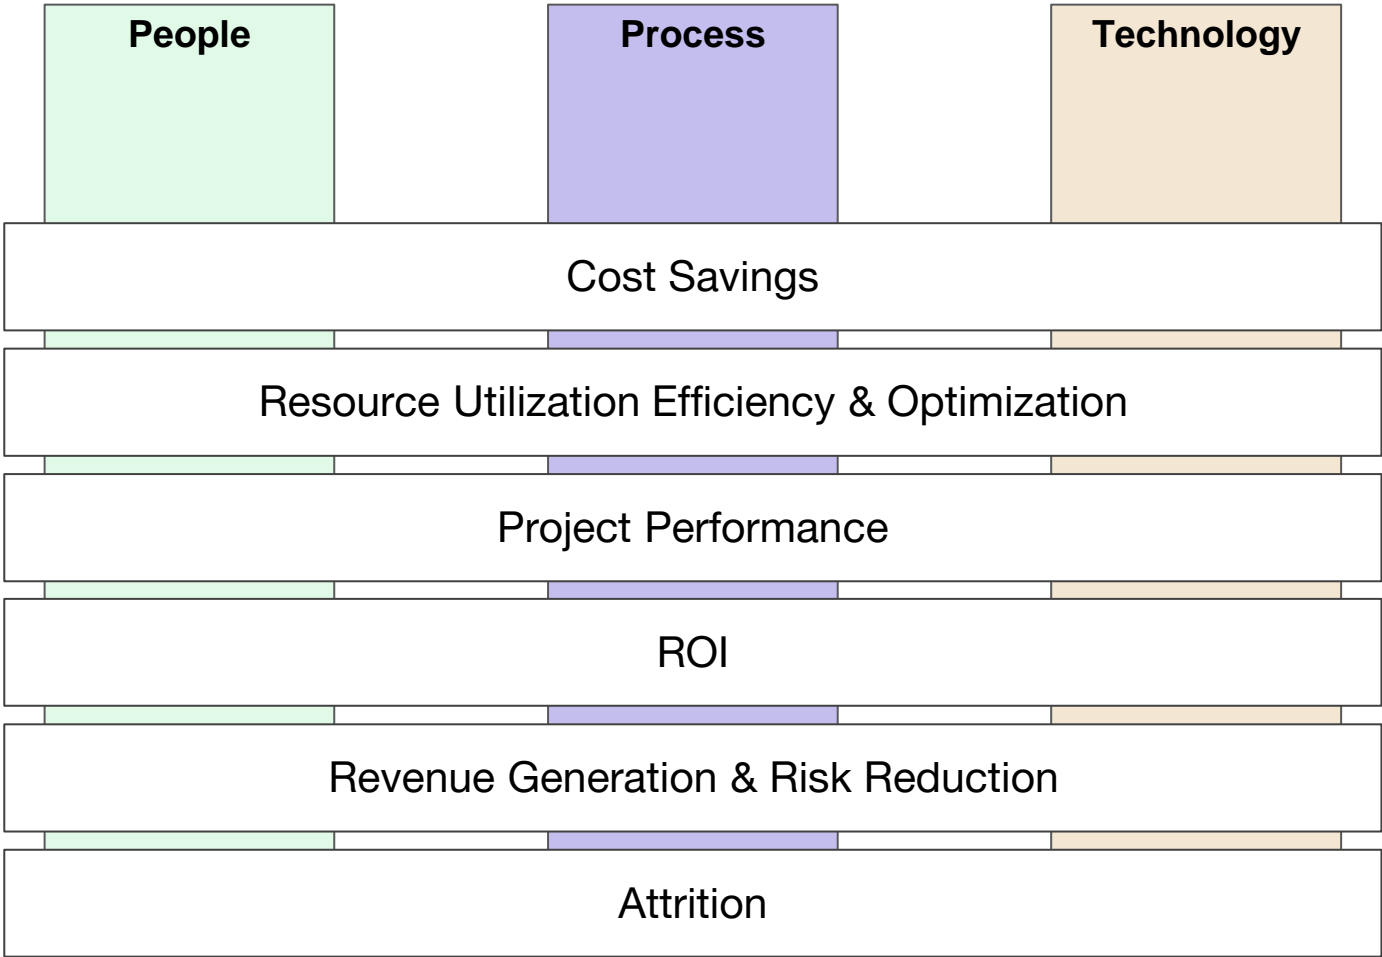 People
Process
Technology
Cost Savings
Resource Utilization Efficiency & Optimization
Project Performance
ROI
Revenue Generation & Risk Reduction
Attrition